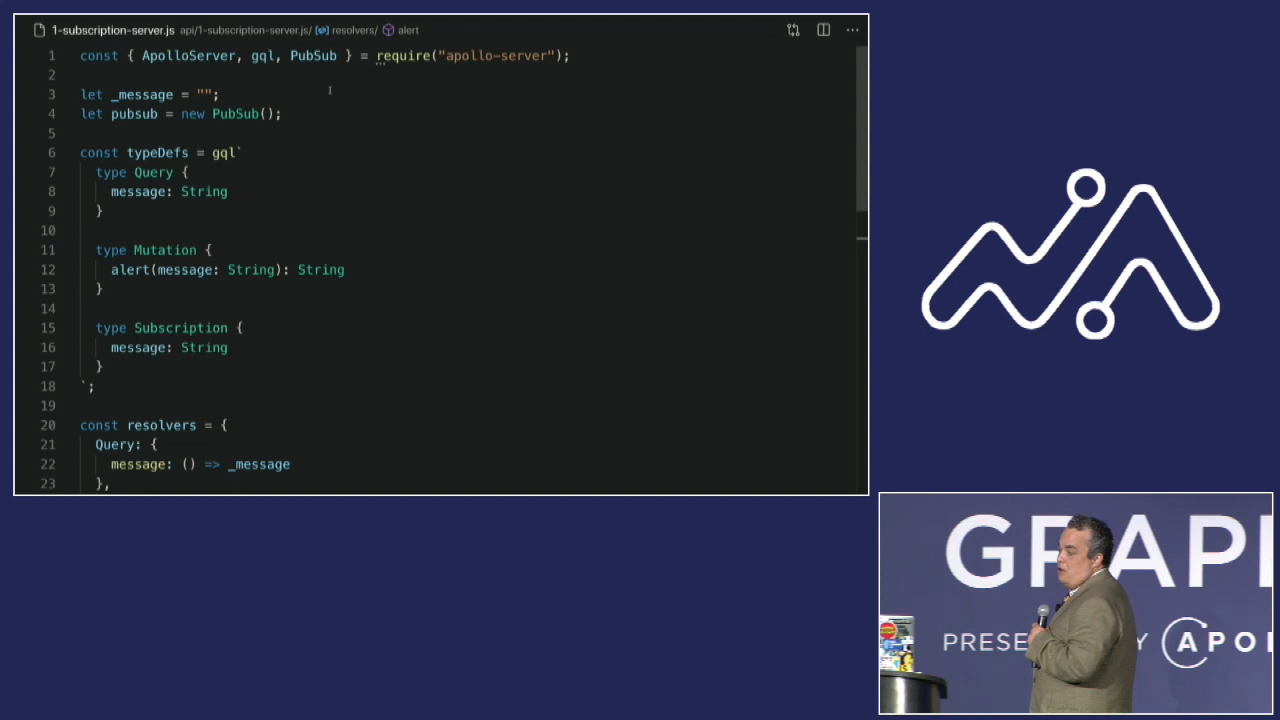 1-subscription-server.js api/1-subscription-server.js/ resolvers/ alert
1 const { ApolloServer, gql, PubSub } = require("apollo-server");
2
3 let _message = "";
4 let pubsub = new PubSub();
5
6 const typeDefs = gql`
7 type Query {
8 message: String
9 }
10
11 type Mutation {
12 alert(message: String): String
13 }
14
15 type Subscription {
16 message: String
17 }
18 `;
19
20 const resolvers = {
21 Query: {
22 message: () => _message
23 },
GRAPH
PRESE Y APO